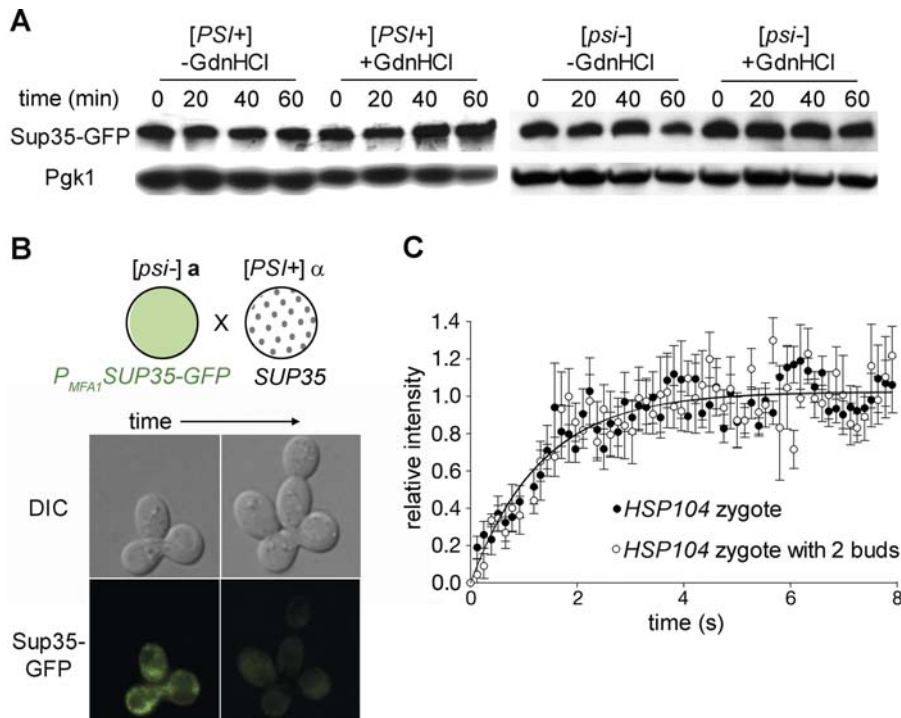 A
[PSI+] [PSI+] [psi-] [psi-]
-GdnHCl +GdnHCl -GdnHCl +GdnHCl
time (min) 0 20 40 60 0 20 40 60 0 20 40 60 0 20 40 60
Sup35-GFP
Pgk1
B
[psi-] a [PSI+] α
X
P_MFA1 SUP35-GFP SUP35
time
DIC
Sup35-
GFP
C
relative intensity
1.4
1.2
1.0
0.8
0.6
0.4
0.2
0.0
0 2 4 6 8
time (s)
HSP104 zygote
HSP104 zygote with 2 buds